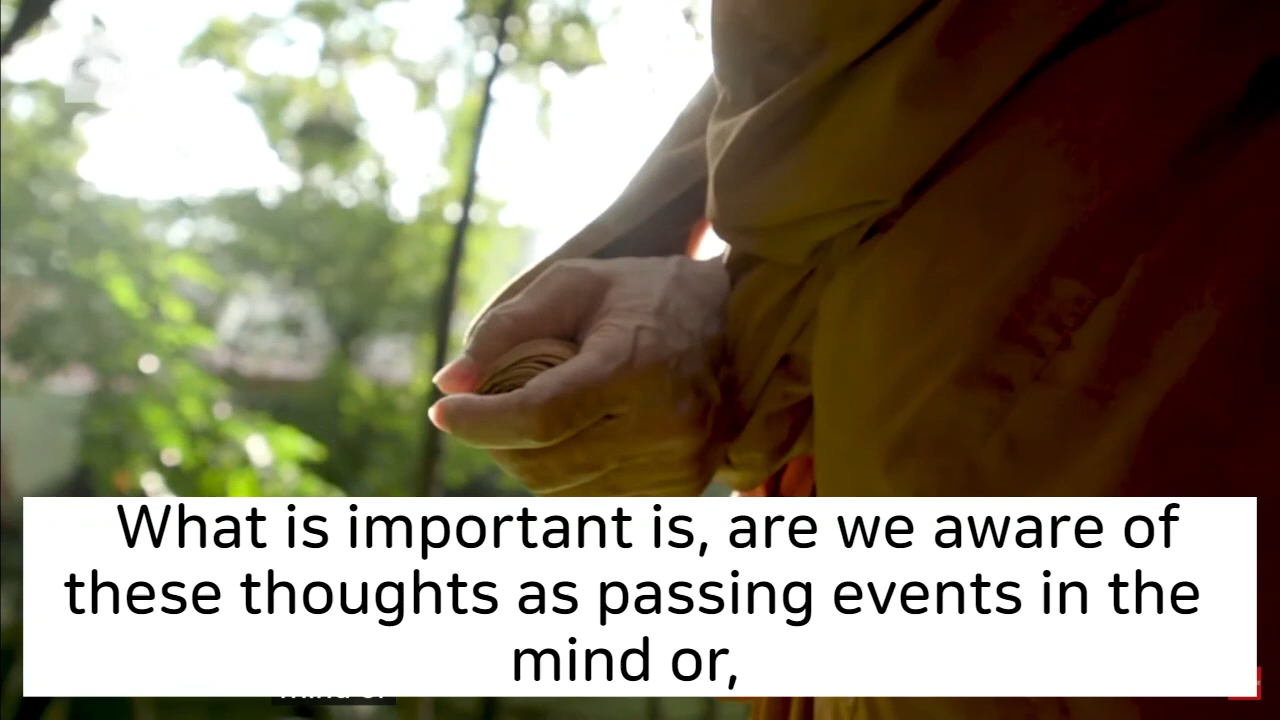 What is important is, are we aware of
these thoughts as passing events in the
mind or,